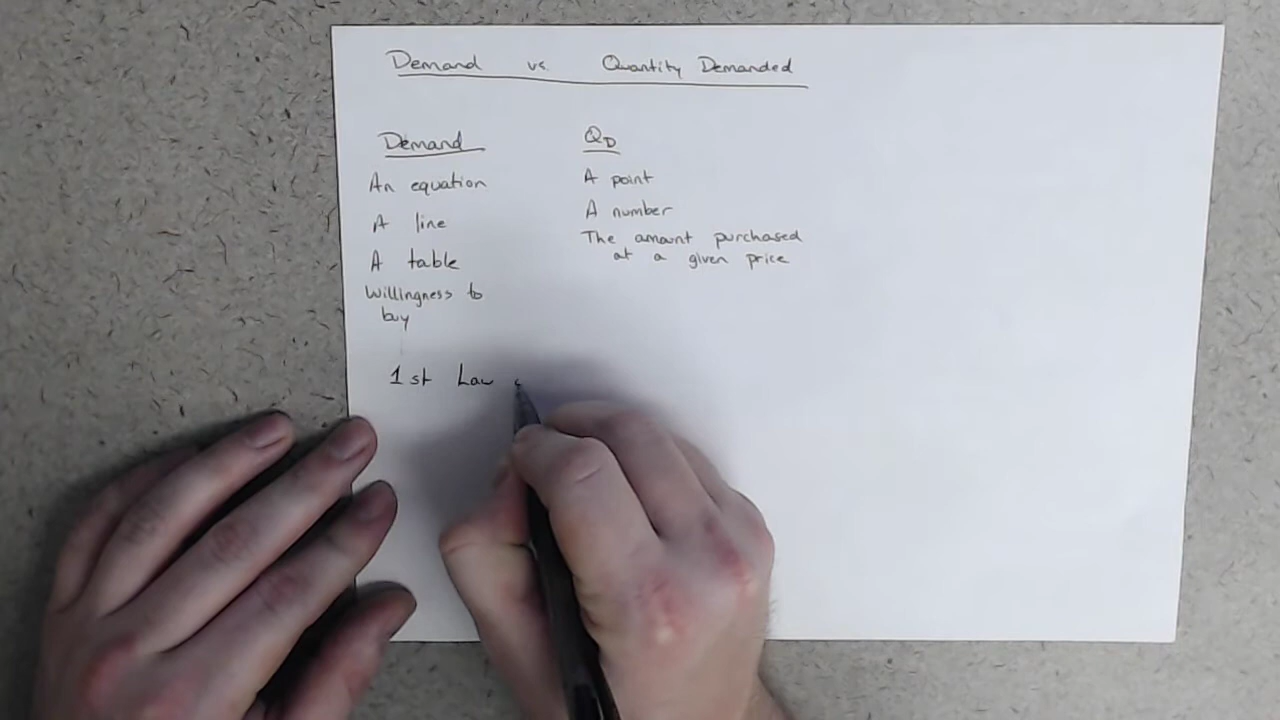 Demand vs. Quantity Demanded
Demand
An equation
A line
A table
Willingness to
buy
QD
A point
A number
The amount purchased
at a given price
1st Law